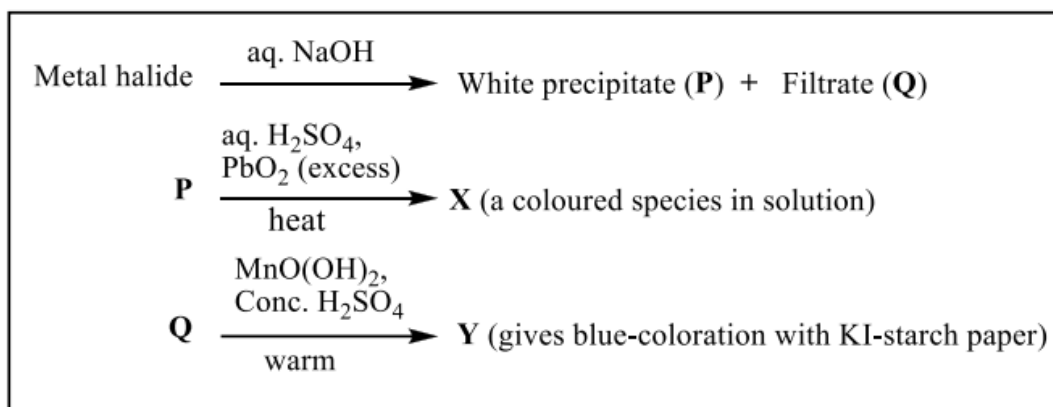 aq. NaOH
Metal halide White precipitate (P) + Filtrate (Q)
aq. H₂SO₄,
PbO₂ (excess)
P X (a coloured species in solution)
heat
MnO(OH)₂,
Conc. H₂SO₄
Q Y (gives blue-coloration with KI-starch paper)
warm